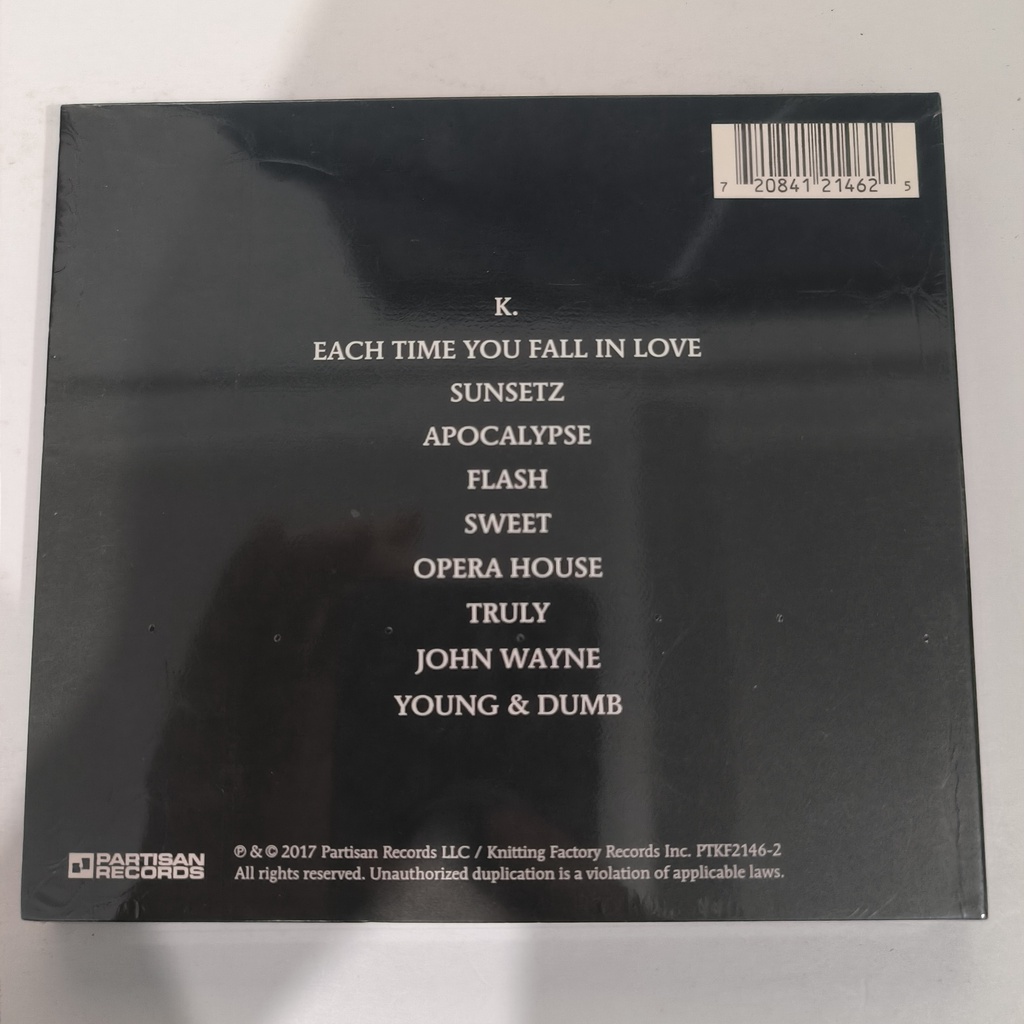 7 20841 21462 5
K.
EACH TIME YOU FALL IN LOVE
SUNSETZ
APOCALYPSE
FLASH
SWEET
OPERA HOUSE
TRULY
JOHN WAYNE
YOUNG & DUMB
PARTISAN
RECORDS
℗ & © 2017 Partisan Records LLC / Knitting Factory Records Inc. PTKF2146-2
All rights reserved. Unauthorized duplication is a violation of applicable laws.